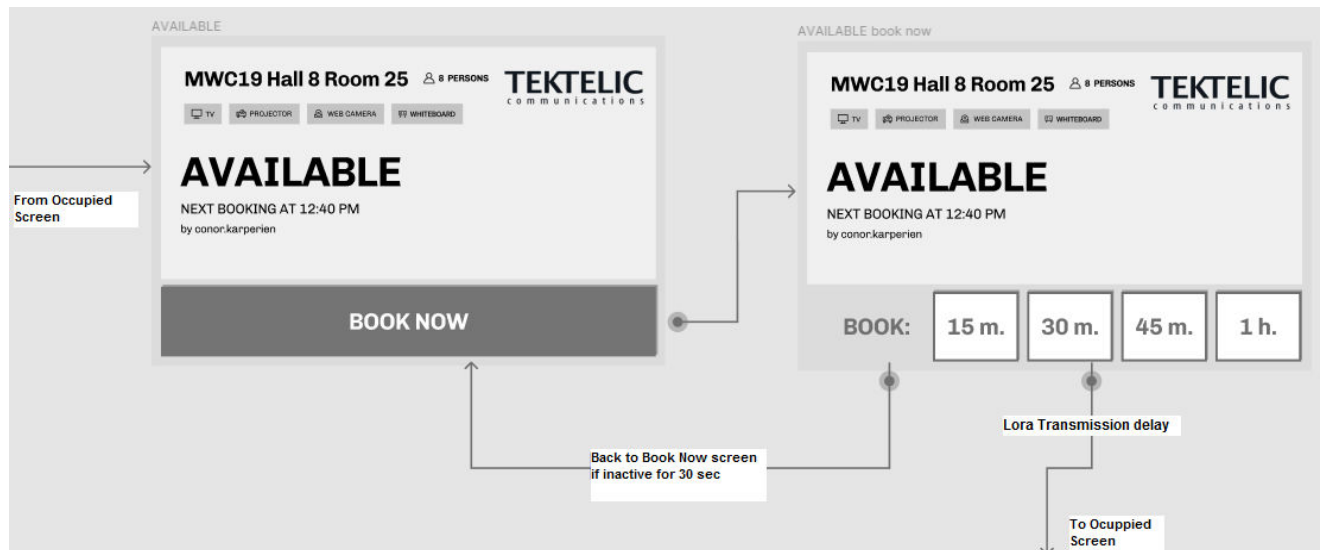 AVAILABLE
MWC19 Hall 8 Room 25 8 PERSONS TEKTELIC
communications
TV PROJECTOR WEB CAMERA WHITEBOARD
AVAILABLE
NEXT BOOKING AT 12:40 PM
by conor.karperien
BOOK NOW
From Occupied
Screen
AVAILABLE book now
MWC19 Hall 8 Room 25 8 PERSONS TEKTELIC
communications
TV PROJECTOR WEB CAMERA WHITEBOARD
AVAILABLE
NEXT BOOKING AT 12:40 PM
by conor.karperien
BOOK: 15 m. 30 m. 45 m. 1 h.
Lora Transmission delay
Back to Book Now screen
if inactive for 30 sec
To Ocuppied
Screen